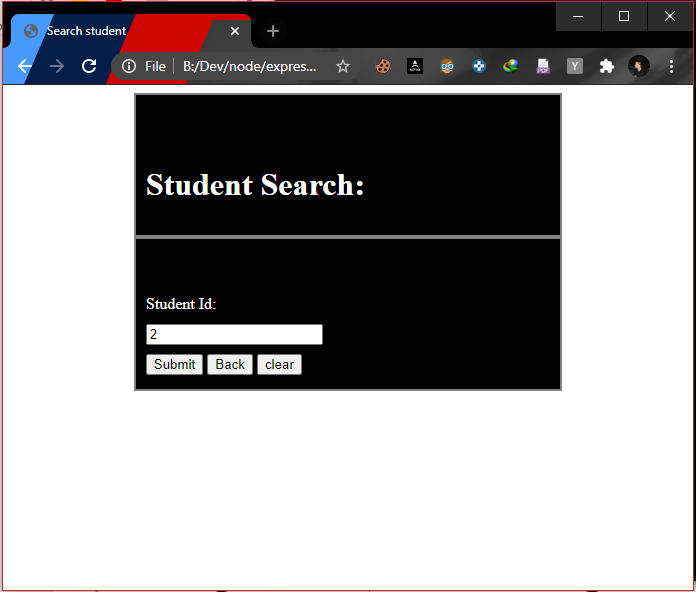 Search student
File B:/Dev/node/expres...
Student Search:
Student Id:
2
Submit Back clear